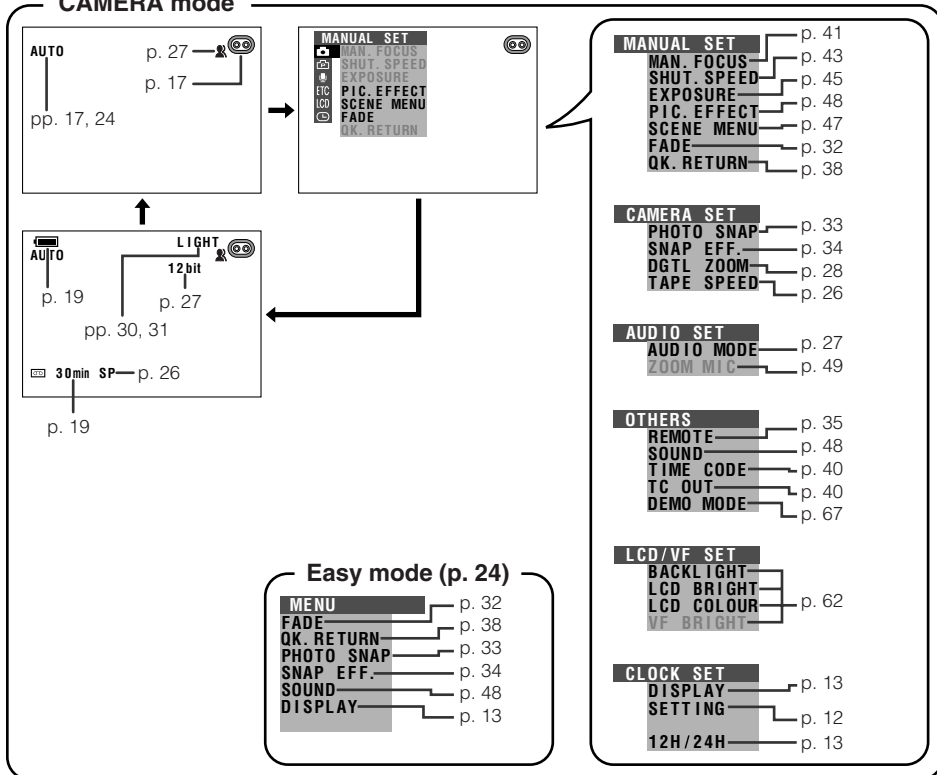 CAMERA mode
AUTO
p. 27
p. 17
pp. 17, 24
MANUAL SET
MAN. FOCUS
SHUT. SPEED
EXPOSURE
ETC PIC. EFFECT
LCD SCENE MENU
FADE
QK. RETURN
AUTO
LIGHT
12bit
p. 19
p. 27
pp. 30, 31
30min SP
p. 26
p. 19
MANUAL SET
MAN. FOCUS p. 41
SHUT. SPEED p. 43
EXPOSURE p. 45
PIC. EFFECT p. 48
SCENE MENU p. 47
FADE p. 32
QK. RETURN p. 38
CAMERA SET
PHOTO SNAP p. 33
SNAP EFF. p. 34
DGTL ZOOM p. 28
TAPE SPEED p. 26
AUDIO SET
AUDIO MODE p. 27
ZOOM MIC p. 49
OTHERS
REMOTE p. 35
SOUND p. 48
TIME CODE p. 40
TC OUT p. 40
DEMO MODE p. 67
LCD/VF SET
BACKLIGHT
LCD BRIGHT
LCD COLOUR p. 62
VF BRIGHT
CLOCK SET
DISPLAY p. 13
SETTING p. 12
12H/24H p. 13
Easy mode (p. 24)
MENU
FADE p. 32
QK. RETURN p. 38
PHOTO SNAP p. 33
SNAP EFF. p. 34
SOUND p. 48
DISPLAY p. 13